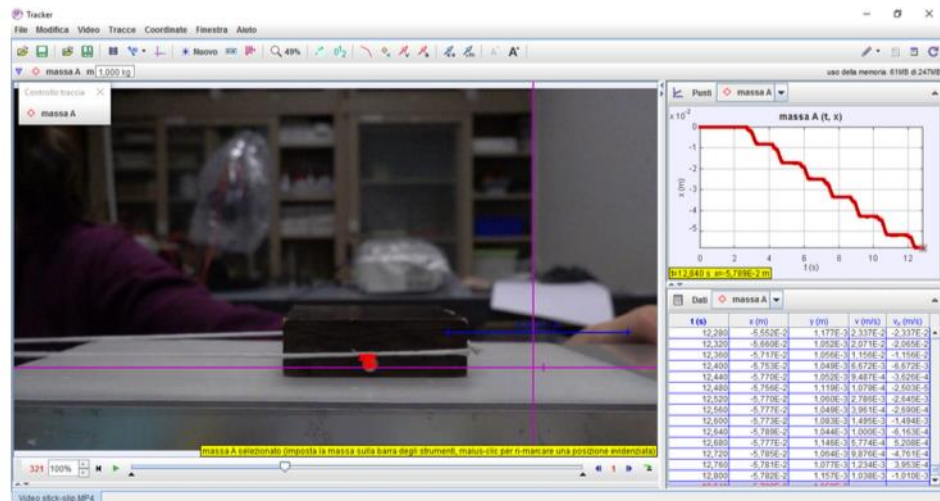 Tracker
File Modifica Video Tracce Coordinate Finestra Aiuto
Nuovo 49%
massa A m 1,000 kg
uso della memoria: 61MB di 247MB
Controllo traccia
massa A
Punti massa A
massa A (t, x)
x 10-2
0
-1
-2
-3
-4
-5
x (m)
0 2 4 6 8 10 12
t (s)
t=12,840 s x=-5,789E-2 m
Dati massa A
t (s) x (m) y (m) v (m/s) vx (m/s)
12,280 -5,552E-2 1,177E-3 2,337E-2 -2,337E-2
12,320 -5,660E-2 1,052E-3 2,071E-2 -2,065E-2
12,360 -5,717E-2 1,056E-3 1,156E-2 -1,156E-2
12,400 -5,753E-2 1,049E-3 6,672E-3 -6,672E-3
12,440 -5,770E-2 1,052E-3 9,487E-4 -3,626E-4
12,480 -5,756E-2 1,119E-3 1,079E-4 -2,503E-5
12,520 -5,770E-2 1,060E-3 2,786E-3 -2,645E-3
12,560 -5,777E-2 1,049E-3 3,961E-4 -2,690E-4
12,600 -5,773E-2 1,083E-3 1,495E-3 -1,494E-3
12,640 -5,789E-2 1,044E-3 1,000E-3 -6,163E-4
12,680 -5,777E-2 1,146E-3 5,774E-4 5,208E-4
12,720 -5,785E-2 1,064E-3 9,876E-4 -4,761E-4
12,760 -5,781E-2 1,077E-3 1,234E-3 3,953E-4
12,800 -5,782E-2 1,157E-3 1,038E-3 -1,010E-3
massa A selezionato (imposta la massa sulla barra degli strumenti, maius-clic per ri-marcare una posizione evidenziata)
321 100% 1
Video stick-slip.MP4